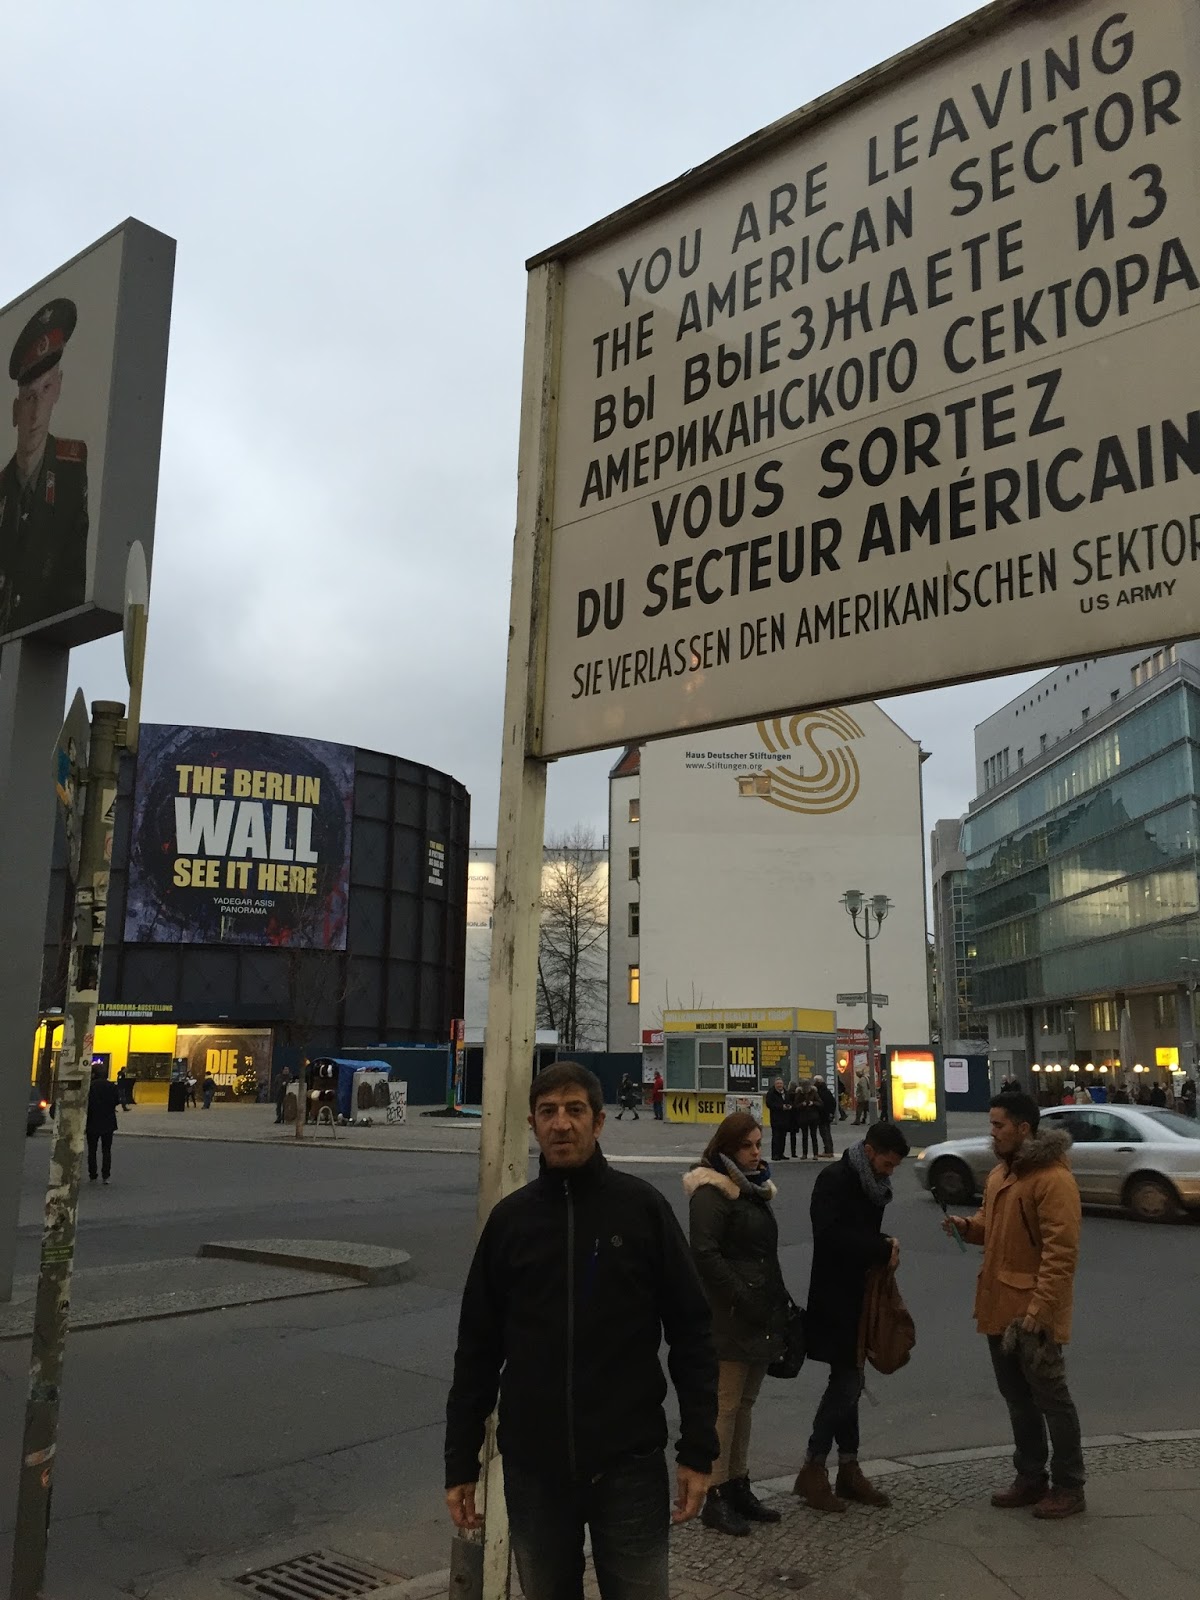 YOU ARE LEAVING
THE AMERICAN SECTOR
ВЫ ВЫЕЗЖАЕТЕ ИЗ
АМЕРИКАНСКОГО СЕКТОРА
VOUS SORTEZ
DU SECTEUR AMÉRICAIN
SIE VERLASSEN DEN AMERIKANISCHEN SEKTOR
US ARMY
Haus Deutscher Stiftungen
www.Stiftungen.org
THE BERLIN
WALL
SEE IT HERE
YADEGAR ASISI
PANORAMA
PANORAMA EXHIBITION
DIE
THE
WALL
SEE IT